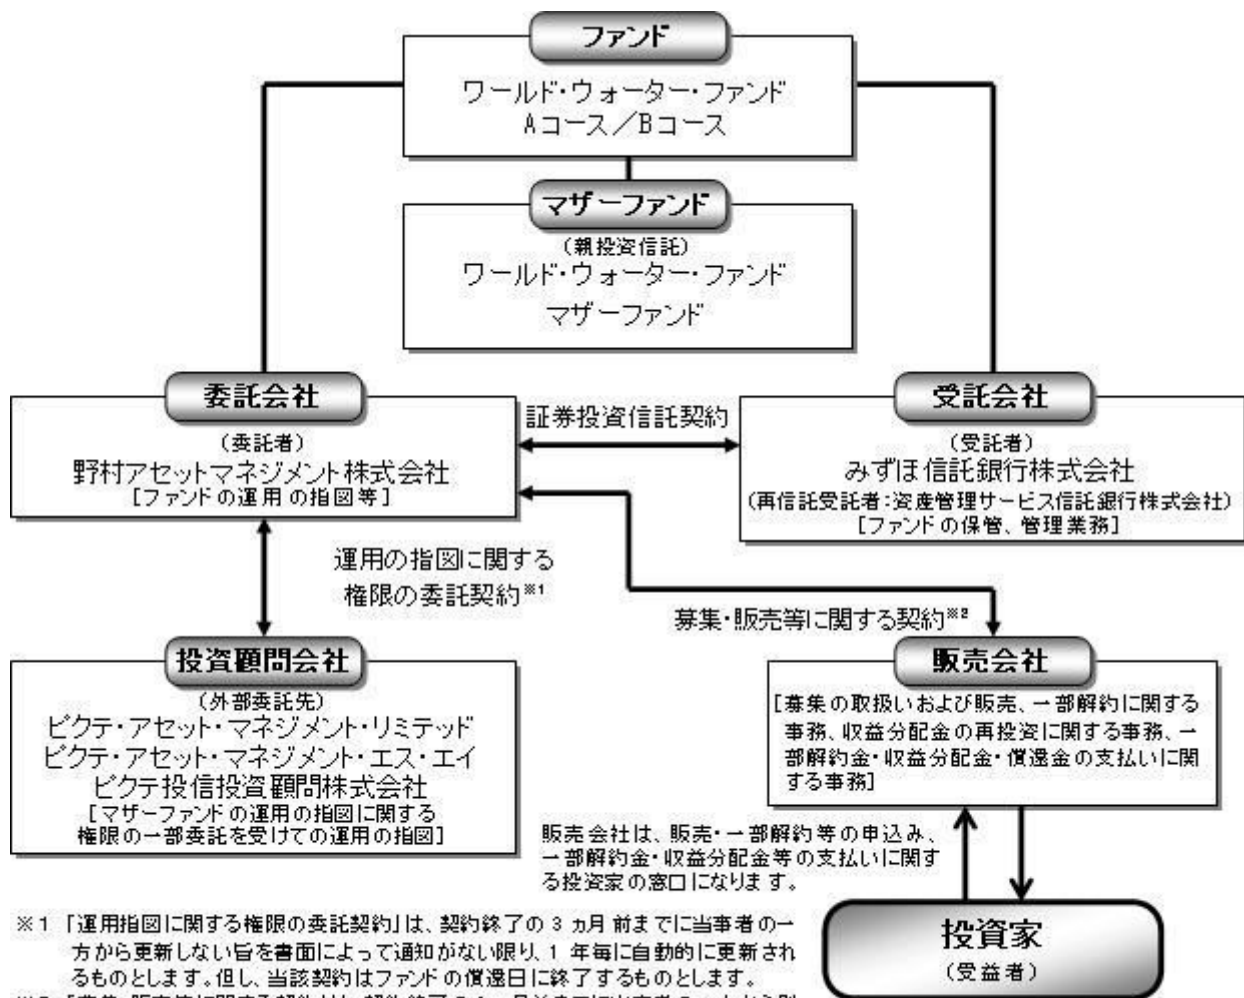 ファンド
ワールド・ウォーター・ファンド
Aコース／Bコース
マザーファンド
(親投資信託)
ワールド・ウォーター・ファンド
マザーファンド
委託会社
(委託者)
野村アセットマネジメント株式会社
[ファンドの運用の指図等]
証券投資信託契約
受託会社
(受託者)
みずほ信託銀行株式会社
(再信託受託者:資産管理サービス信託銀行株式会社)
[ファンドの保管、管理業務]
運用の指図に関する
権限の委託契約※1
募集・販売等に関する契約※2
投資顧問会社
(外部委託先)
ピクテ・アセット・マネジメント・リミテッド
ピクテ・アセット・マネジメント・エス・エイ
ピクテ投信投資顧問株式会社
[マザーファンドの運用の指図に関する
権限の一部委託を受けての運用の指図]
販売会社
[募集の取扱いおよび販売、一部解約に関する
事務、収益分配金の再投資に関する事務、一
部解約金・収益分配金・償還金の支払いに関
する事務]
販売会社は、販売・一部解約等の申込み、
一部解約金・収益分配金等の支払いに関す
る投資家の窓口になります。
投資家
(受益者)
※1 「運用指図に関する権限の委託契約」は、契約終了の 3 ヵ月 前までに当事者の一
方から更新しない旨を書面によって通知がない限り、1 年毎に自動的に更新され
るものとします。但し、当該契約はファンドの償還日に終了するものとします。